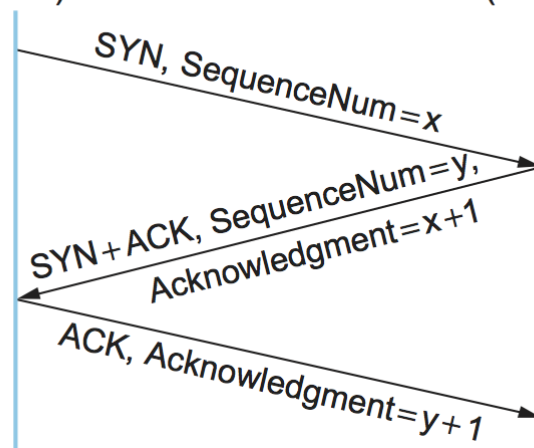 SYN, SequenceNum=x
SYN+ACK, SequenceNum=y,
Acknowledgment=x+1
ACK, Acknowledgment=y+1